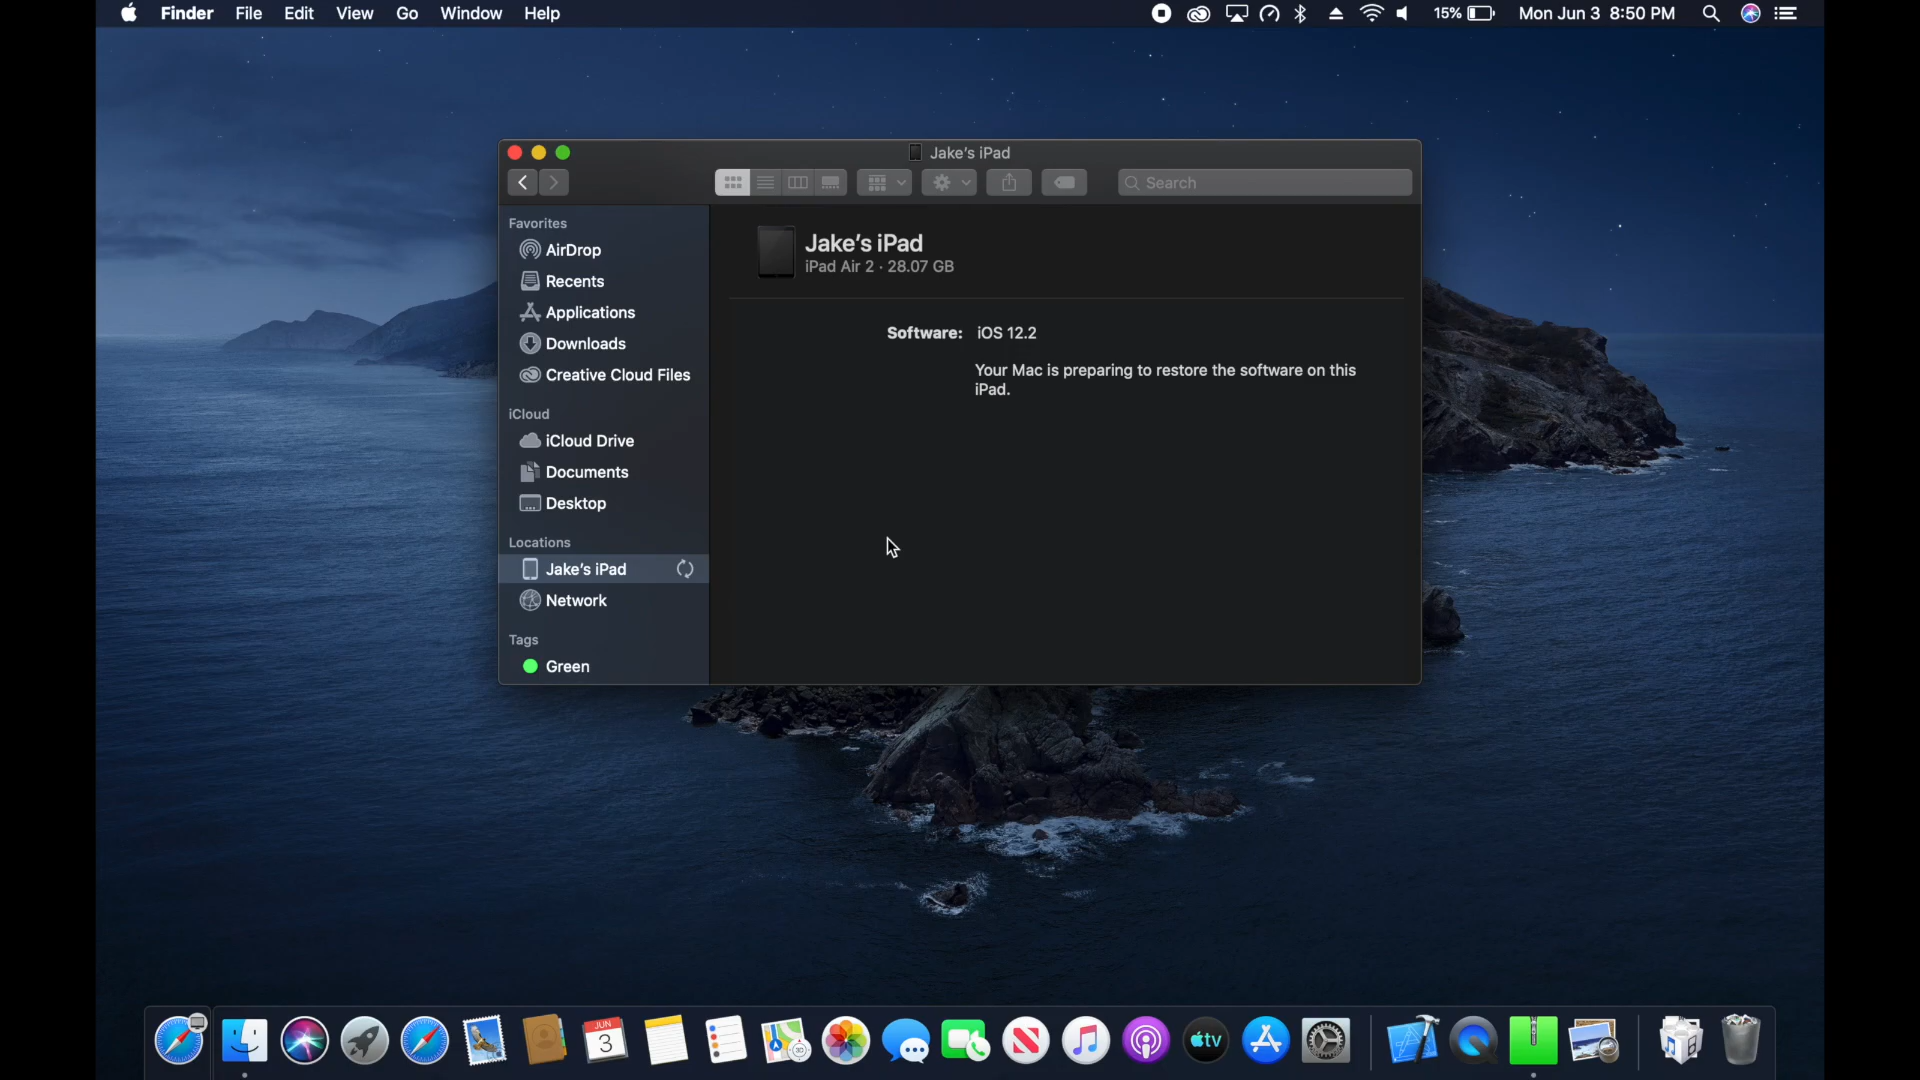 Finder File Edit View Go Window Help 15% Mon Jun 3 8:50 PM
Jake's iPad
Search
Favorites
AirDrop
Recents
Applications
Downloads
Creative Cloud Files
iCloud
iCloud Drive
Documents
Desktop
Locations
Jake's iPad
Network
Tags
Green
Jake's iPad
iPad Air 2 · 28.07 GB
Software: iOS 12.2
Your Mac is preparing to restore the software on this
iPad.
JUN
3
tv